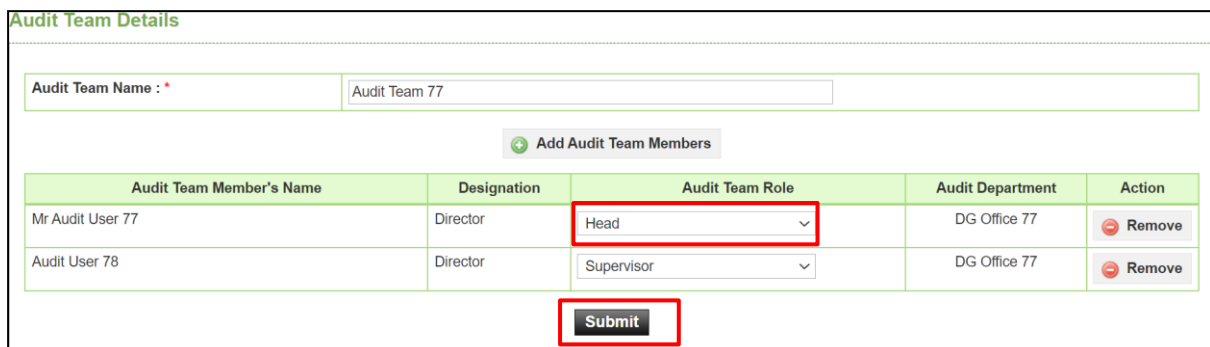 Audit Team Details
Audit Team Name : * Audit Team 77
Add Audit Team Members
Audit Team Member's Name Designation Audit Team Role Audit Department Action
Mr Audit User 77 Director Head DG Office 77 Remove
Audit User 78 Director Supervisor DG Office 77 Remove
Submit